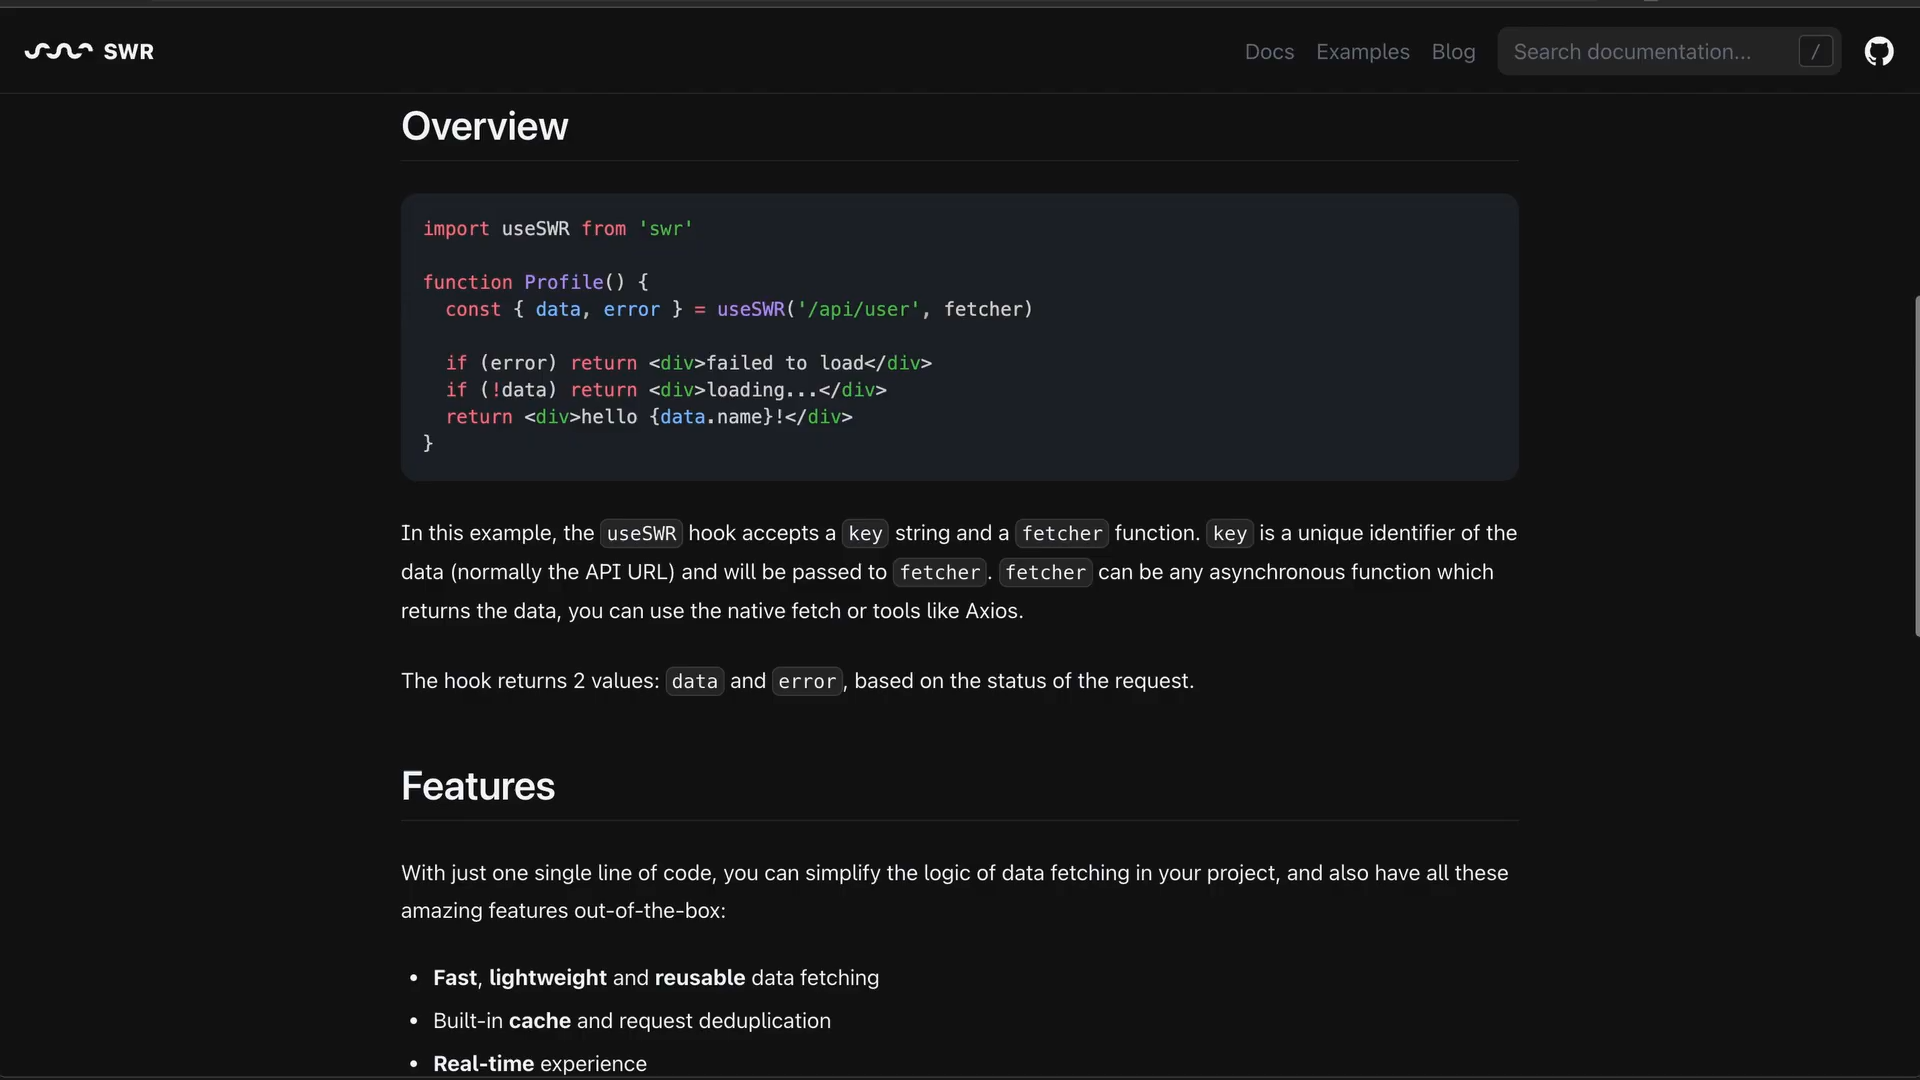 SWR
Docs Examples Blog Search documentation... /
Overview
import useSWR from 'swr'
function Profile() {
  const { data, error } = useSWR('/api/user', fetcher)
  if (error) return <div>failed to load</div>
  if (!data) return <div>loading...</div>
  return <div>hello {data.name}!</div>
}
In this example, the useSWR hook accepts a key string and a fetcher function. key is a unique identifier of the
data (normally the API URL) and will be passed to fetcher. fetcher can be any asynchronous function which
returns the data, you can use the native fetch or tools like Axios.
The hook returns 2 values: data and error, based on the status of the request.
Features
With just one single line of code, you can simplify the logic of data fetching in your project, and also have all these
amazing features out-of-the-box:
• Fast, lightweight and reusable data fetching
• Built-in cache and request deduplication
• Real-time experience